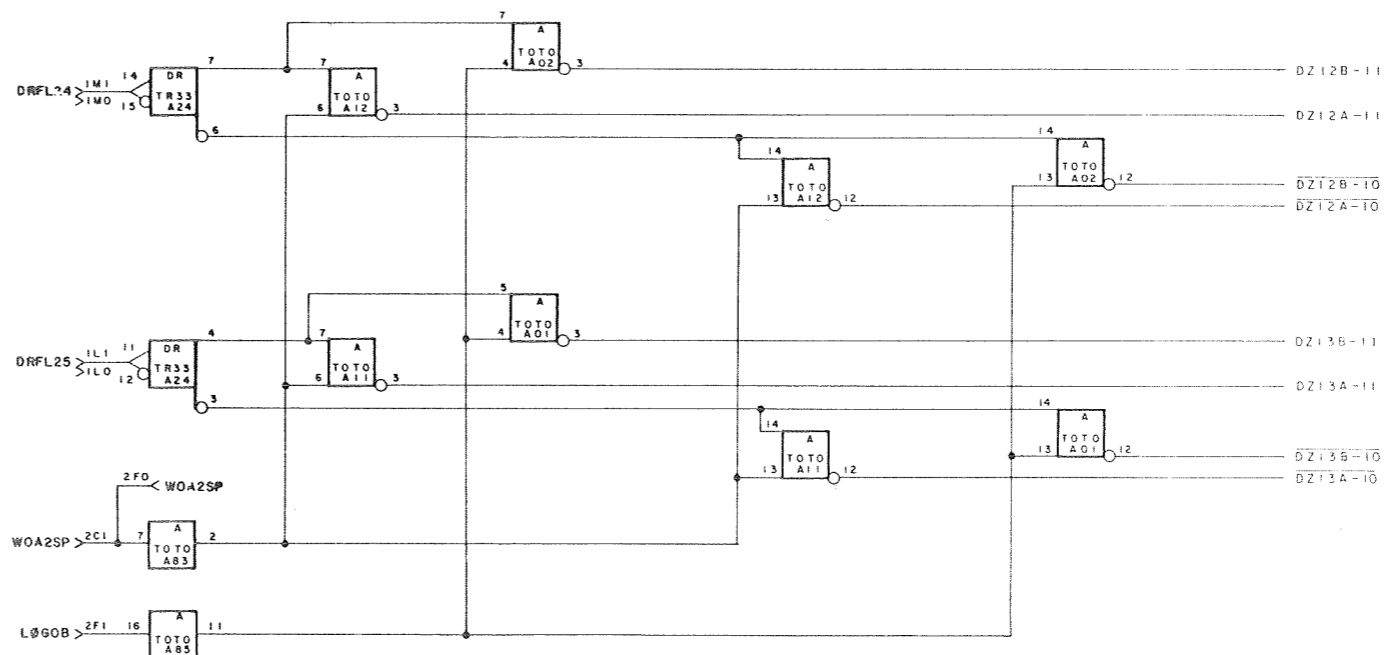 7
A
TOTO
A02
4
3
DZ12B-11
DRFL24
1M1
1M0
14
15
DR
TR33
A24
7
7
A
TOTO
A12
6
3
DZ12A-11
6
14
A
TOTO
A12
13
12
DZ12A-10
14
A
TOTO
A02
13
12
DZ12B-10
5
A
TOTO
A01
4
3
DZ13B-11
DRFL25
1L1
1L0
11
12
DR
TR33
A24
4
7
A
TOTO
A11
6
3
DZ13A-11
3
14
A
TOTO
A01
13
12
DZ13B-10
14
A
TOTO
A11
13
12
DZ13A-10
2F0
WOA2SP
WOA2SP
2C1
7
A
TOTO
A83
2
LØGOB
2F1
16
A
TOTO
A85
11